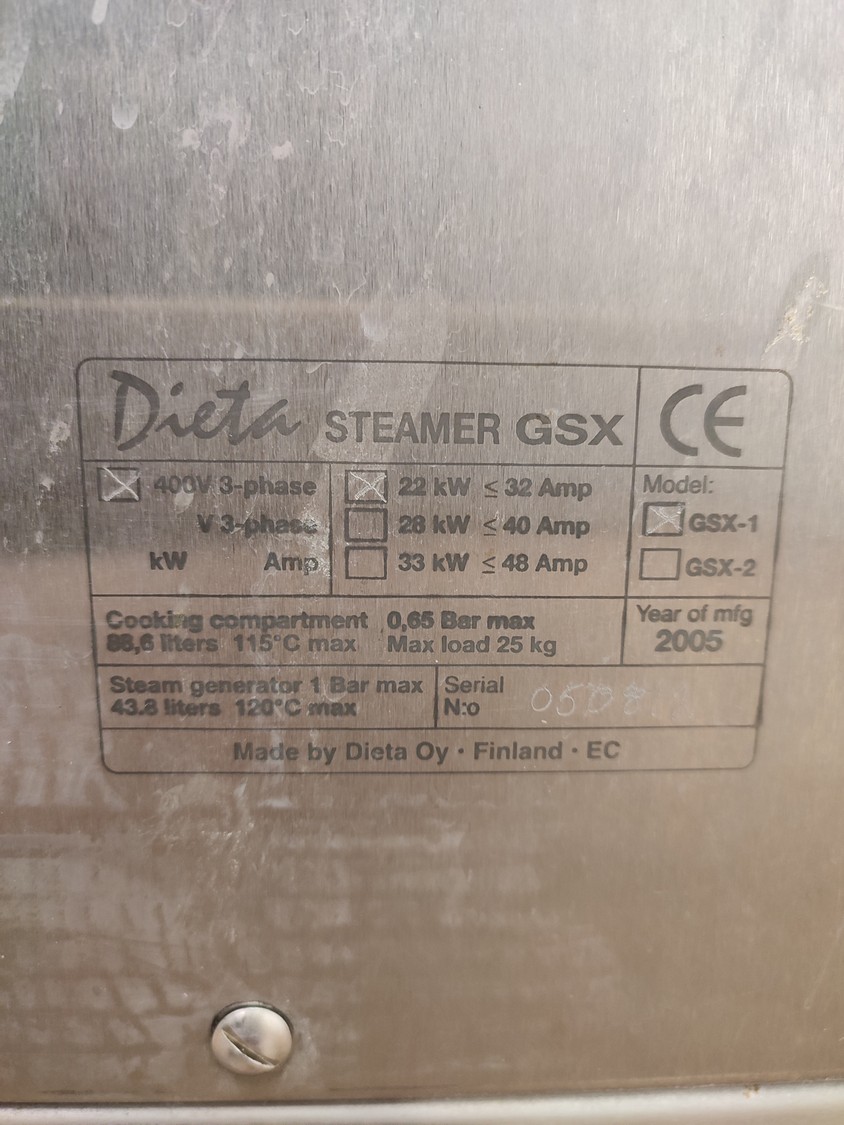 Dieta STEAMER GSX CE
400V 3-phase 22 kW ≤ 32 Amp Model:
V 3-phase 28 kW ≤ 40 Amp GSX-1
kW Amp 33 kW ≤ 48 Amp GSX-2
Cooking compartment 0,65 Bar max Year of mfg
88,6 liters 115°C max Max load 25 kg 2005
Steam generator 1 Bar max Serial
43.8 liters 120°C max N:o
Made by Dieta Oy · Finland · EC